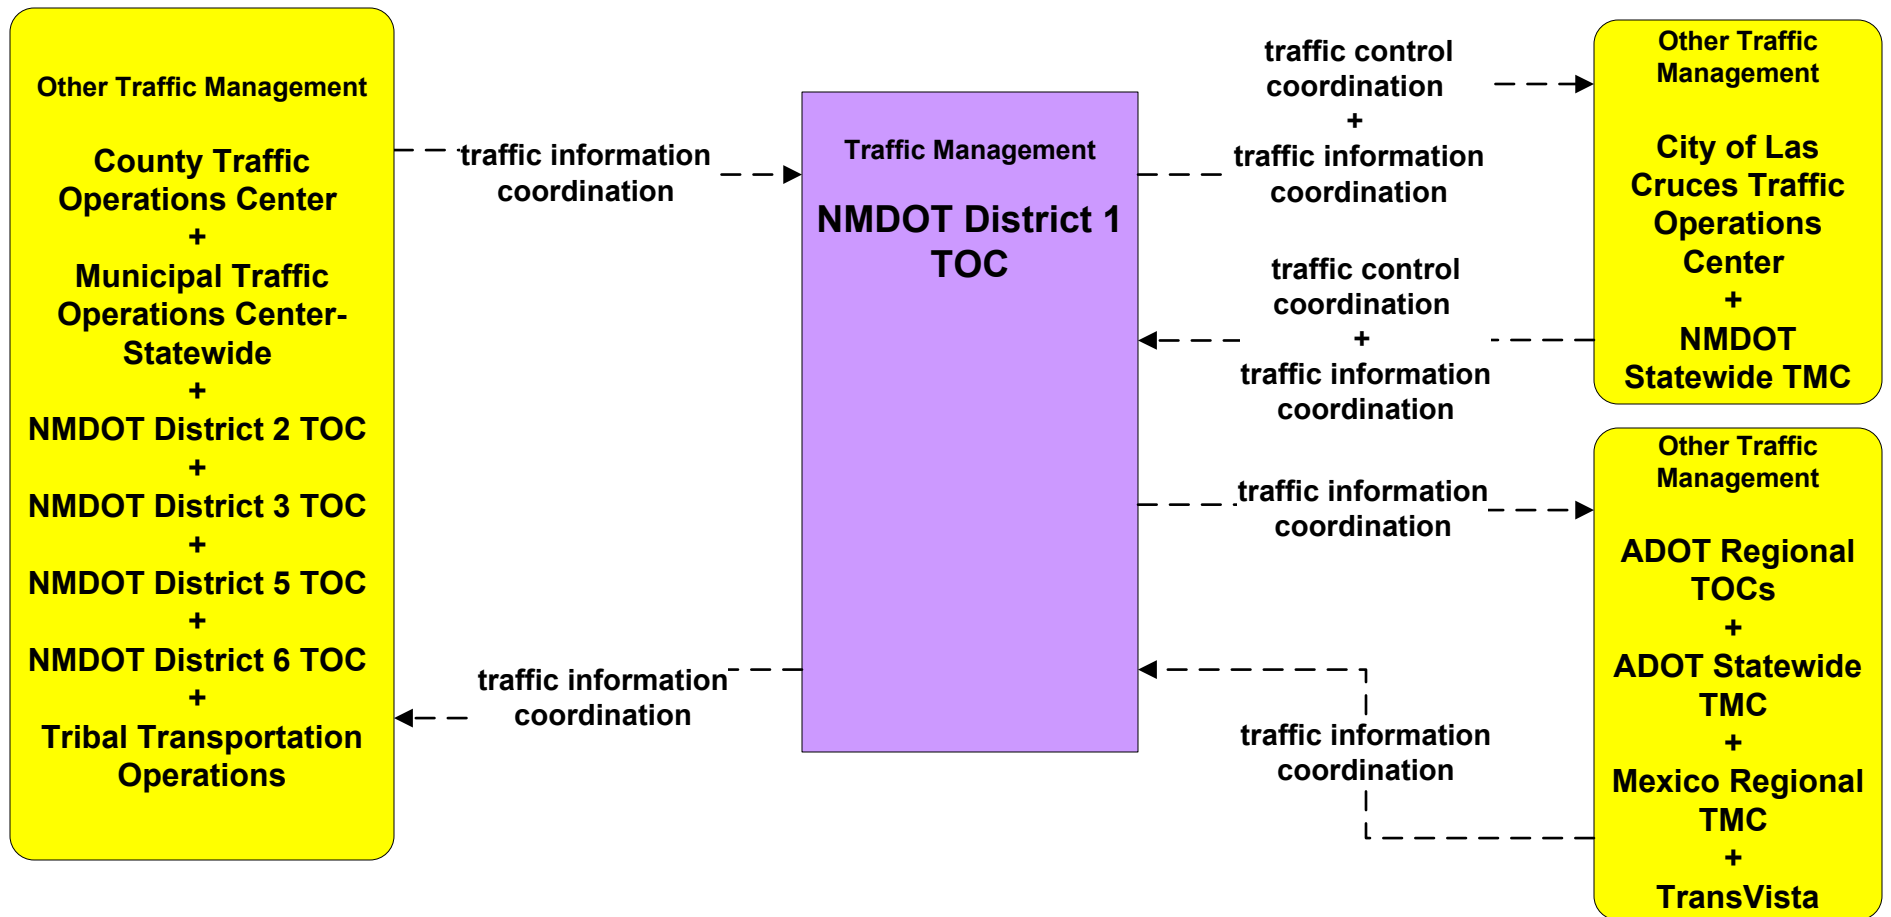 Other Traffic Management
County Traffic
Operations Center
+
Municipal Traffic
Operations Center-
Statewide
+
NMDOT District 2 TOC
+
NMDOT District 3 TOC
+
NMDOT District 5 TOC
+
NMDOT District 6 TOC
+
Tribal Transportation
Operations
traffic information
coordination
traffic information
coordination
Traffic Management
NMDOT District 1
TOC
traffic control
coordination
+
traffic information
coordination
traffic control
coordination
+
traffic information
coordination
traffic information
coordination
traffic information
coordination
Other Traffic
Management
City of Las
Cruces Traffic
Operations
Center
+
NMDOT
Statewide TMC
Other Traffic
Management
ADOT Regional
TOCs
+
ADOT Statewide
TMC
+
Mexico Regional
TMC
+
TransVista